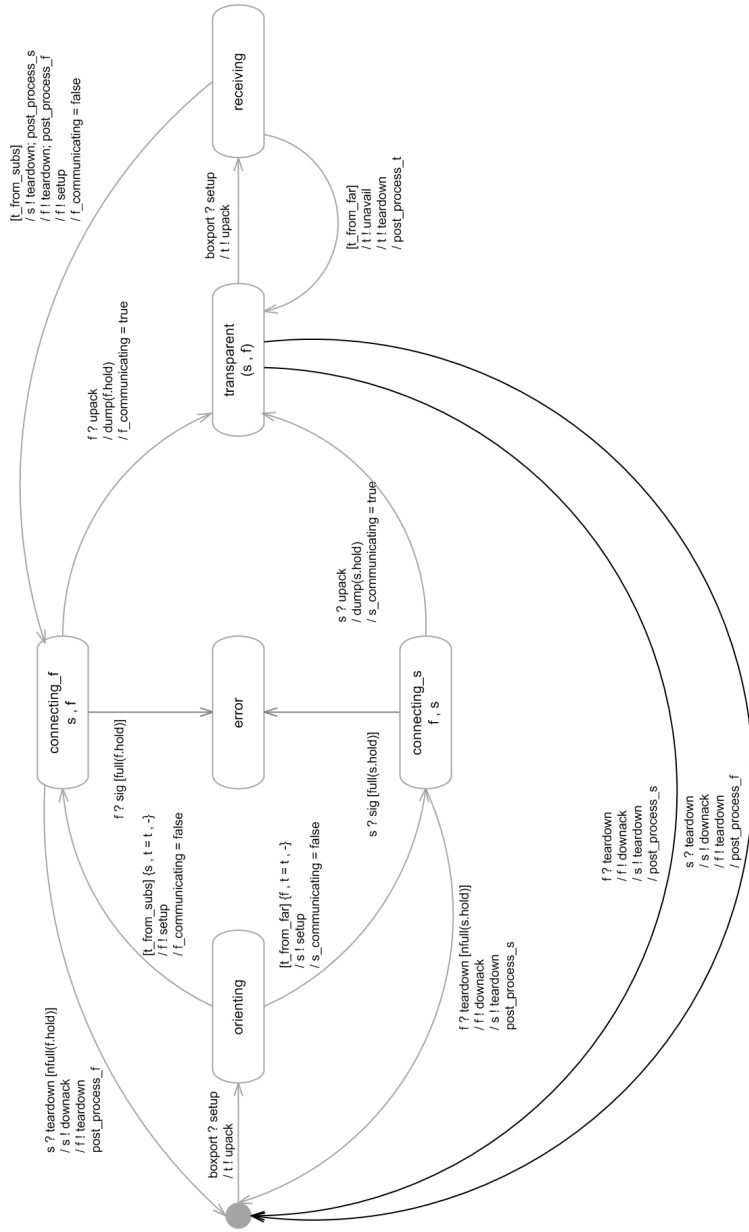 boxport ? setup
/ t ! upack
orienting
s ? teardown [nfull(f.hold)]
/ s ! downack
/ f ! teardown
post_process_f
[t_from_subs] {s , t = t , -}
/ f ! setup
/ f_communicating = false
[t_from_far] {f , t = t , -}
/ s ! setup
/ s_communicating = false
f ? teardown [nfull(s.hold)]
/ f ! downack
/ s ! teardown
post_process_s
connecting_f
s , f
f ? sig [full(f.hold)]
error
s ? sig [full(s.hold)]
connecting_s
f , s
f ? upack
/ dump(f.hold)
/ f_communicating = true
s ? upack
/ dump(s.hold)
/ s_communicating = true
f ? teardown
/ f ! downack
/ s ! teardown
/ post_process_s
s ? teardown
/ s ! downack
/ f ! teardown
/ post_process_f
transparent
(s , f)
boxport ? setup
/ t ! upack
[t_from_subs]
/ s ! teardown; post_process_s
/ f ! teardown; post_process_f
/ f ! setup
/ f_communicating = false
[t_from_far]
/ t ! unavail
/ t ! teardown
/ post_process_t
receiving